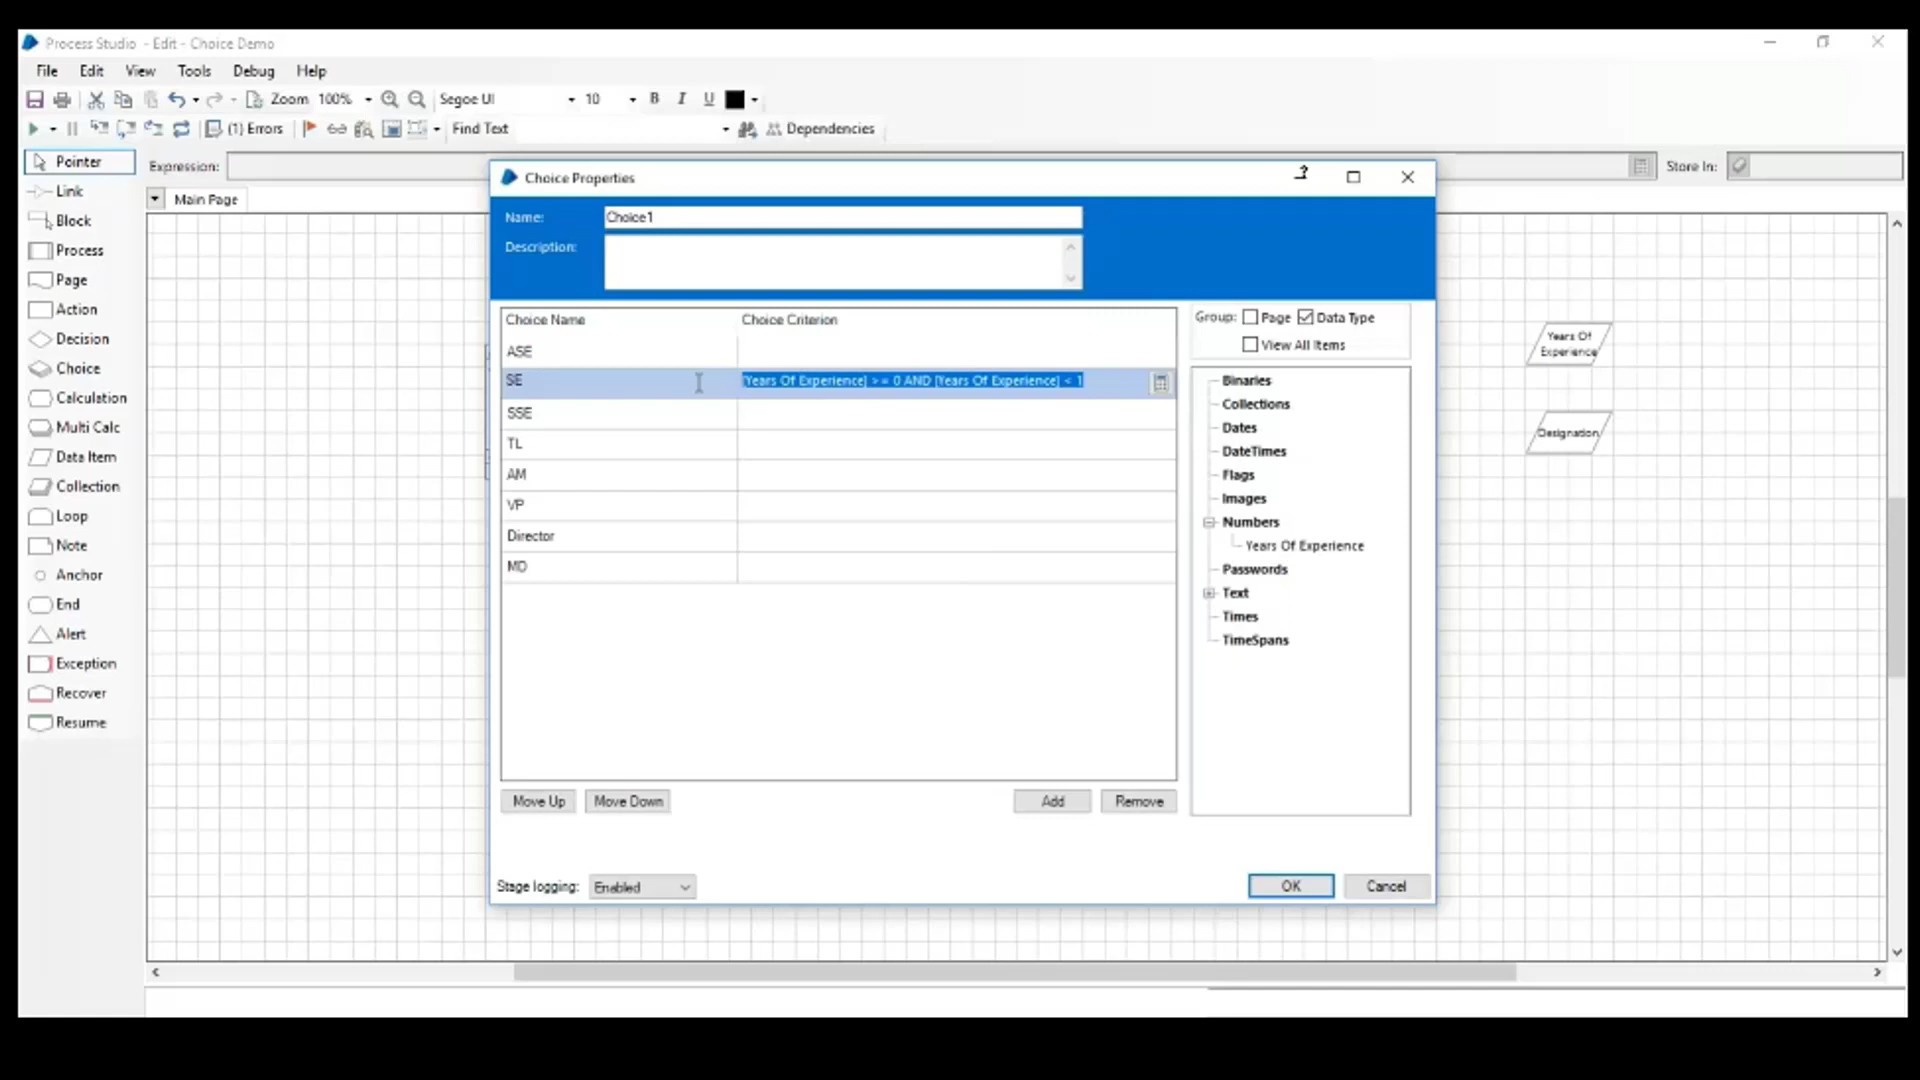 Process Studio - Edit - Choice Demo
File Edit View Tools Debug Help
Zoom 100% Segoe UI 10 B I U
(1) Errors Find Text Dependencies
Pointer
Link
Block
Process
Page
Action
Decision
Choice
Calculation
Multi Calc
Data Item
Collection
Loop
Note
Anchor
End
Alert
Exception
Recover
Resume
Expression:
Store In:
Main Page
Choice Properties
Name: Choice1
Description:
Choice Name Choice Criterion
ASE
SE [Years Of Experience] >= 0 AND [Years Of Experience] < 1
SSE
TL
AM
VP
Director
MD
Move Up Move Down Add Remove
Group: Page Data Type
View All Items
Binaries
Collections
Dates
DateTimes
Flags
Images
Numbers
Years Of Experience
Passwords
Text
Times
TimeSpans
Stage logging: Enabled
OK Cancel
Years Of
Experience
Designation